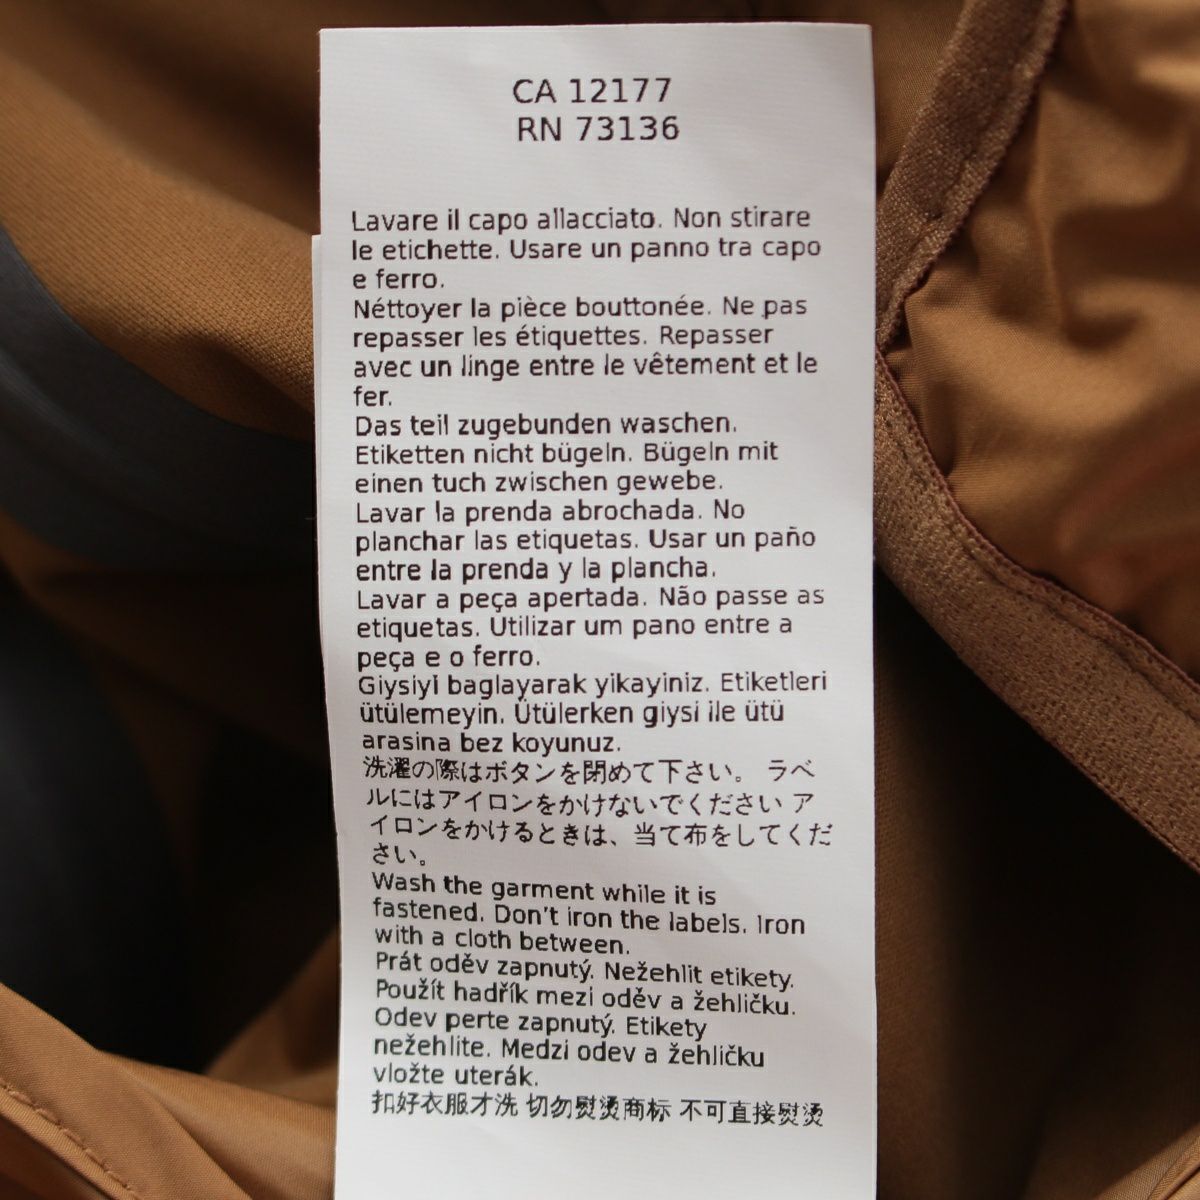 CA 12177
RN 73136
Lavare il capo allacciato. Non stirare
le etichette. Usare un panno tra capo
e ferro.
Néttoyer la pièce bouttonée. Ne pas
repasser les étiquettes. Repasser
avec un linge entre le vêtement et le
fer.
Das teil zugebunden waschen.
Etiketten nicht bügeln. Bügeln mit
einen tuch zwischen gewebe.
Lavar la prenda abrochada. No
planchar las etiquetas. Usar un paño
entre la prenda y la plancha.
Lavar a peça apertada. Não passe as
etiquetas. Utilizar um pano entre a
peça e o ferro.
Giysiyi baglayarak yikayiniz. Etiketleri
ütülemeyin. Ütülerken giysi ile ütü
arasina bez koyunuz.
洗濯の際はボタンを閉めて下さい。 ラベ
ルにはアイロンをかけないでください ア
イロンをかけるときは、当て布をしてくだ
さい。
Wash the garment while it is
fastened. Don't iron the labels. Iron
with a cloth between.
Prát oděv zapnutý. Nežehlit etikety.
Použít hadřík mezi oděv a žehličku.
Odev perte zapnutý. Etikety
nežehlite. Medzi odev a žehličku
vložte uterák.
扣好衣服才洗 切勿熨烫商标 不可直接熨烫